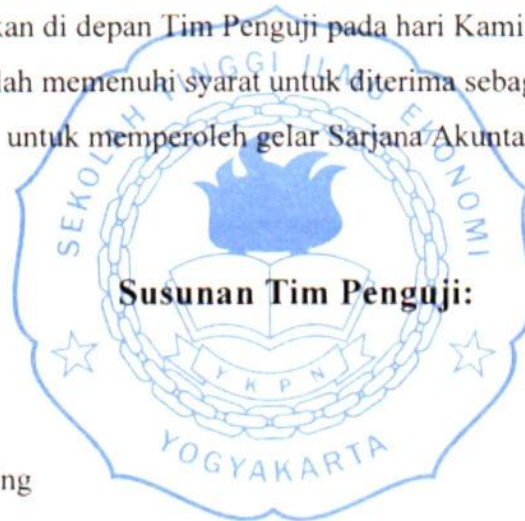 kan di depan Tim Penguji pada hari Kami
lah memenuhi syarat untuk diterima sebag
untuk memperoleh gelar Sarjana Akunta
SEKOLAH TINGGI ILMU EKONOMI
Susunan Tim Penguji:
YKPN
YOGYAKARTA
ng